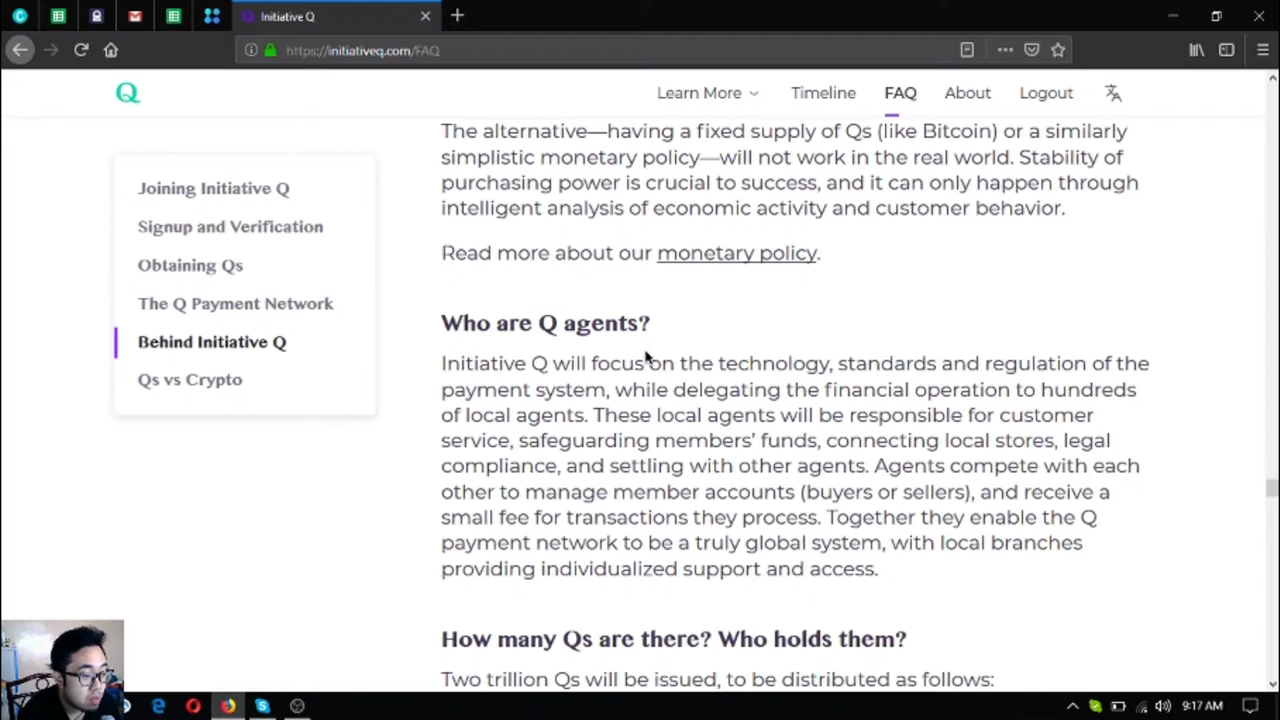 Initiative Q
https://initiativeq.com/FAQ
Q
Learn More
Timeline
FAQ
About
Logout
Joining Initiative Q
Signup and Verification
Obtaining Qs
The Q Payment Network
Behind Initiative Q
Qs vs Crypto
The alternative—having a fixed supply of Qs (like Bitcoin) or a similarly
simplistic monetary policy—will not work in the real world. Stability of
purchasing power is crucial to success, and it can only happen through
intelligent analysis of economic activity and customer behavior.
Read more about our monetary policy.
Who are Q agents?
Initiative Q will focus on the technology, standards and regulation of the
payment system, while delegating the financial operation to hundreds
of local agents. These local agents will be responsible for customer
service, safeguarding members’ funds, connecting local stores, legal
compliance, and settling with other agents. Agents compete with each
other to manage member accounts (buyers or sellers), and receive a
small fee for transactions they process. Together they enable the Q
payment network to be a truly global system, with local branches
providing individualized support and access.
How many Qs are there? Who holds them?
Two trillion Qs will be issued, to be distributed as follows:
9:17 AM